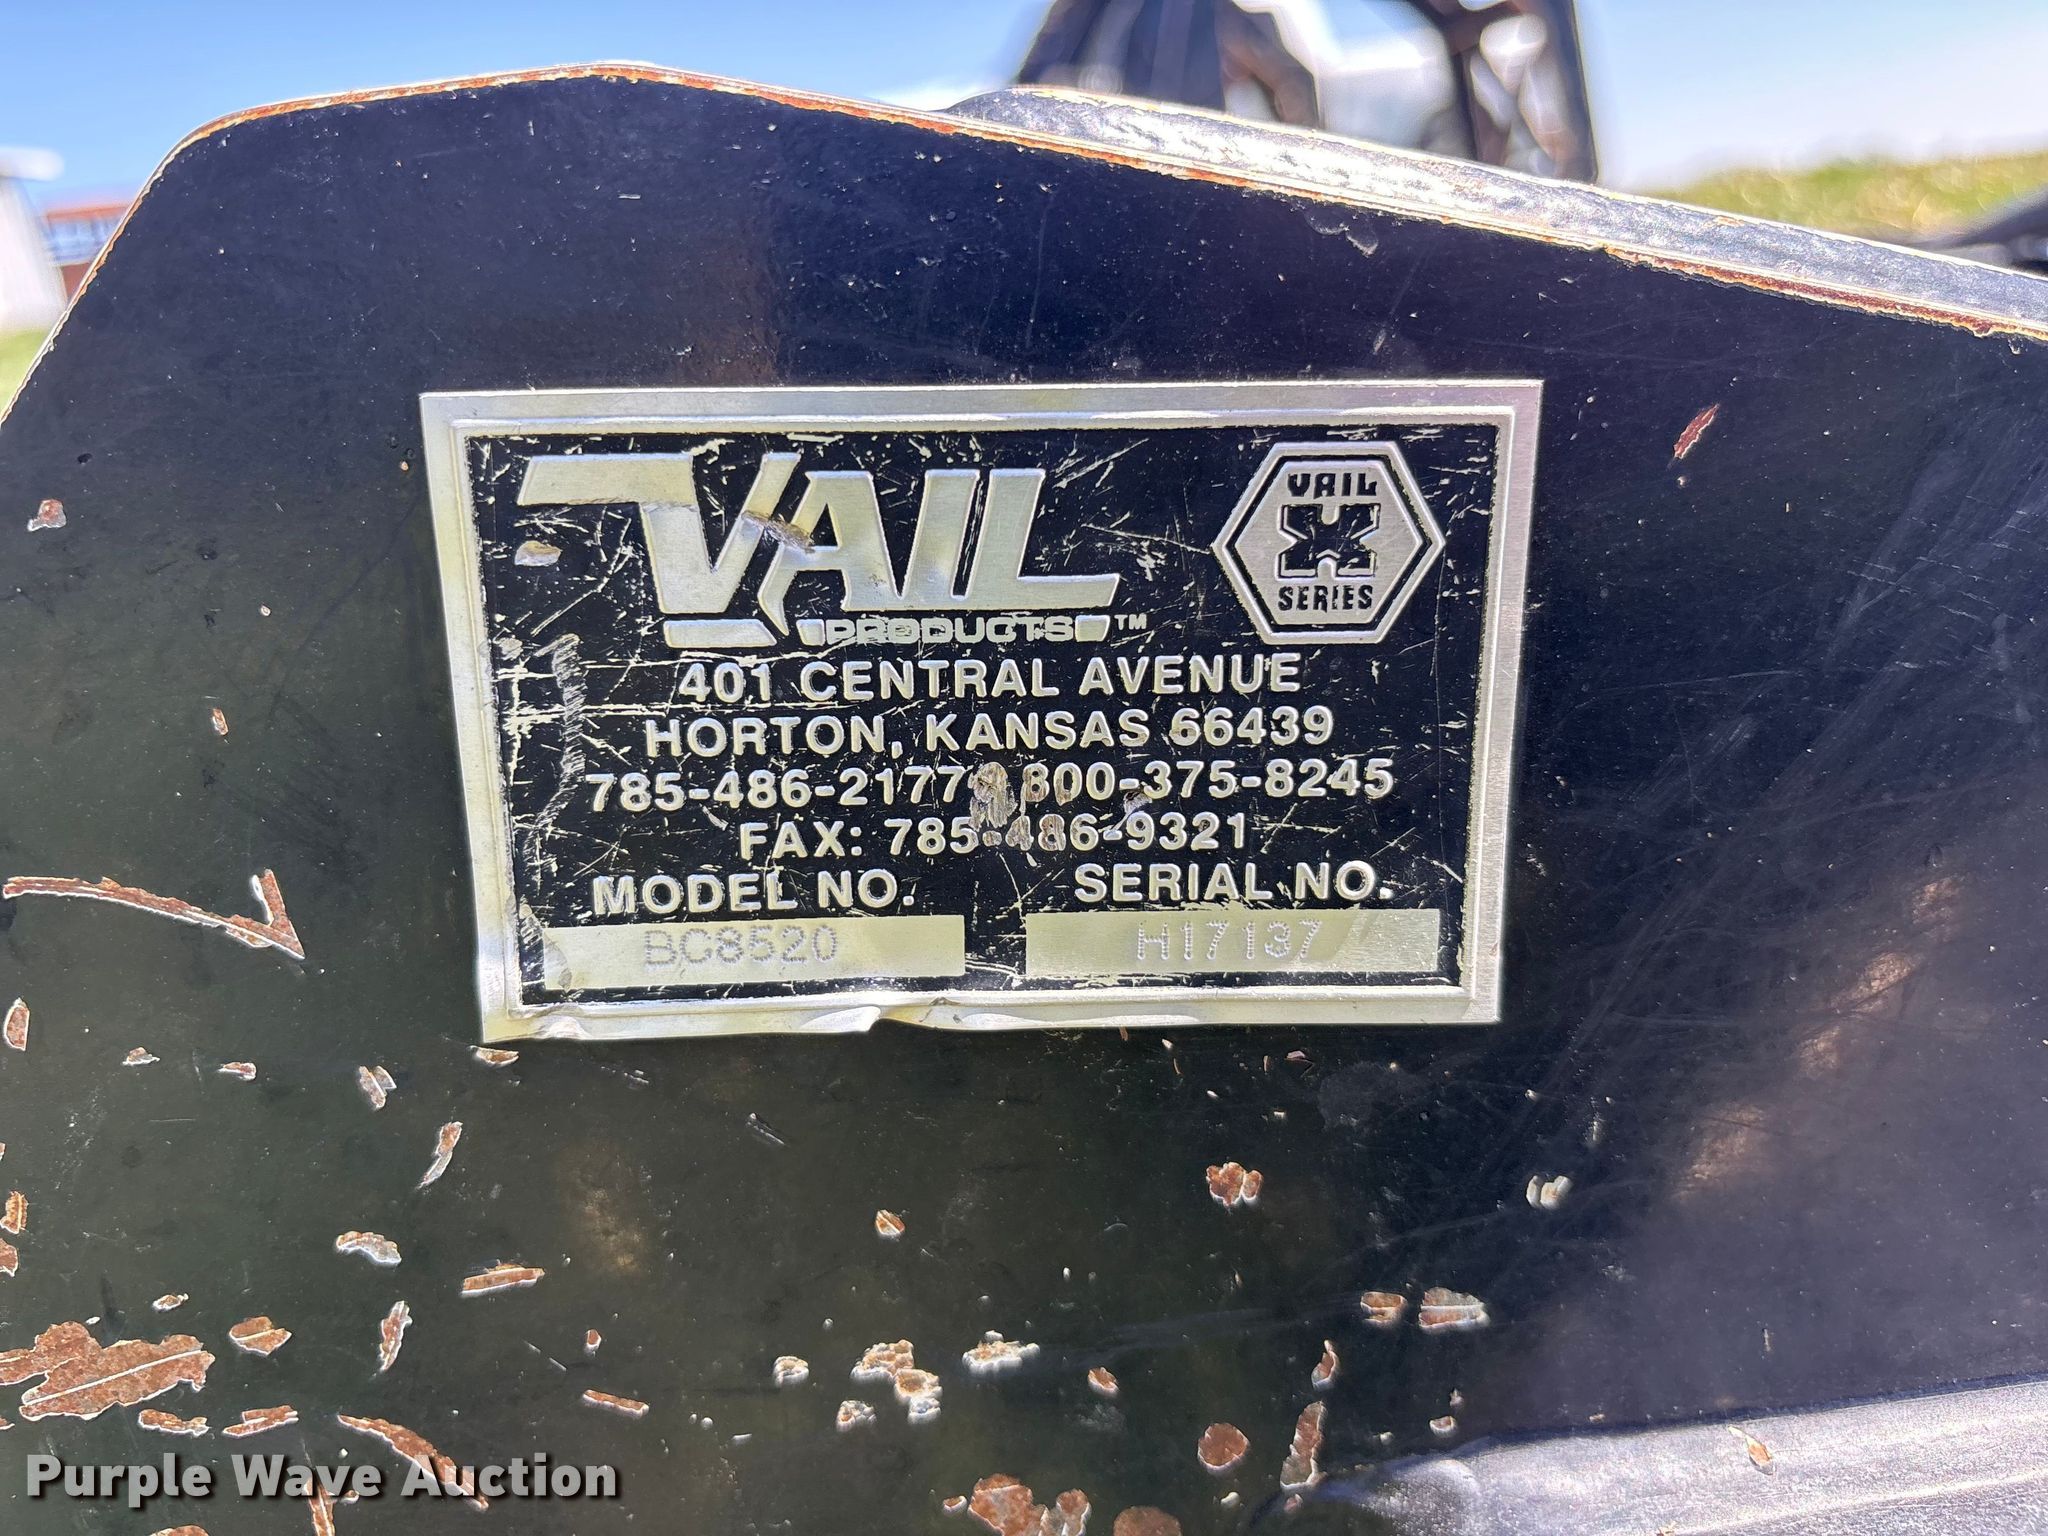 VAIL
PRODUCTS™
VAIL
X
SERIES
401 CENTRAL AVENUE
HORTON, KANSAS 66439
785-486-2177 800-375-8245
FAX: 785-486-9321
MODEL NO. SERIAL NO.
BC8520 H17137
Purple Wave Auction